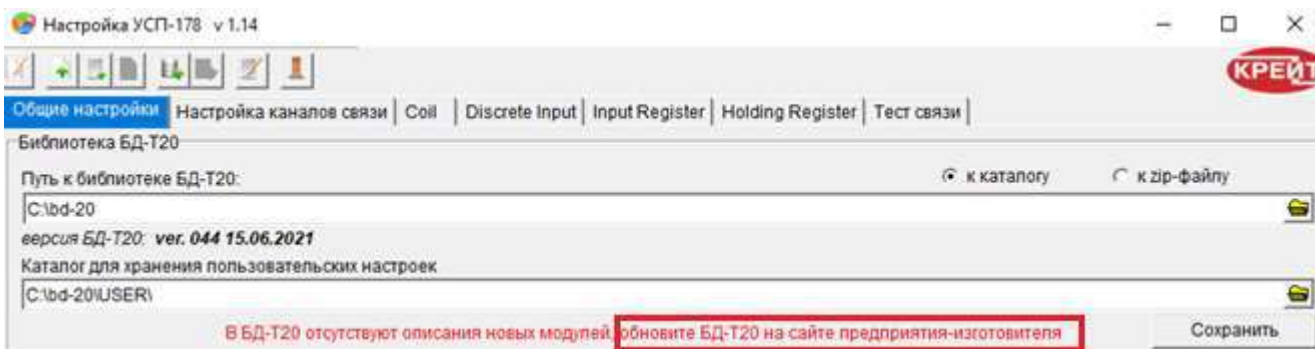 Настройка УСП-178 v 1.14
КРЕЙТ
Общие настройки Настройка каналов связи Coil Discrete Input Input Register Holding Register Тест связи
Библиотека БД-Т20
Путь к библиотеке БД-Т20: к каталогу к zip-файлу
C:\bd-20
версия БД-Т20: ver. 044 15.06.2021
Каталог для хранения пользовательских настроек
C:\bd-20\USER\
В БД-Т20 отсутствуют описания новых модулей, обновите БД-Т20 на сайте предприятия-изготовителя Сохранить